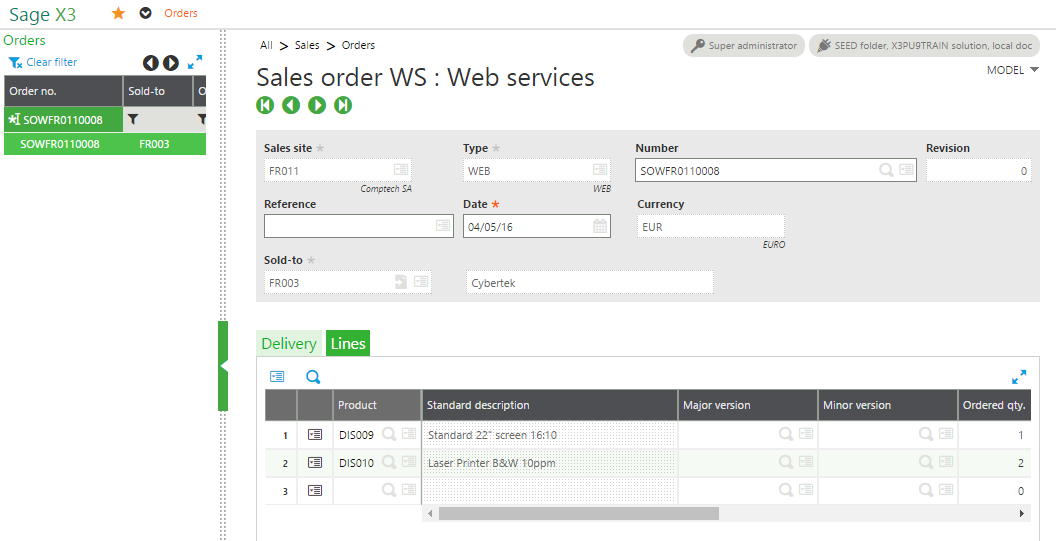 Sage X3 Orders
Orders
Clear filter
Order no. Sold-to O
SOWFR0110008
SOWFR0110008 FR003
All > Sales > Orders
Super administrator
SEED folder, X3PU9TRAIN solution, local doc
MODEL
Sales order WS : Web services
Sales site * Type * Number Revision
FR011 WEB SOWFR0110008 0
Comptech SA WEB
Reference Date * Currency
04/05/16 EUR
EURO
Sold-to *
FR003 Cybertek
Delivery Lines
Product Standard description Major version Minor version Ordered qty.
1 DIS009 Standard 22" screen 16:10 1
2 DIS010 Laser Printer B&W 10ppm 2
3 0